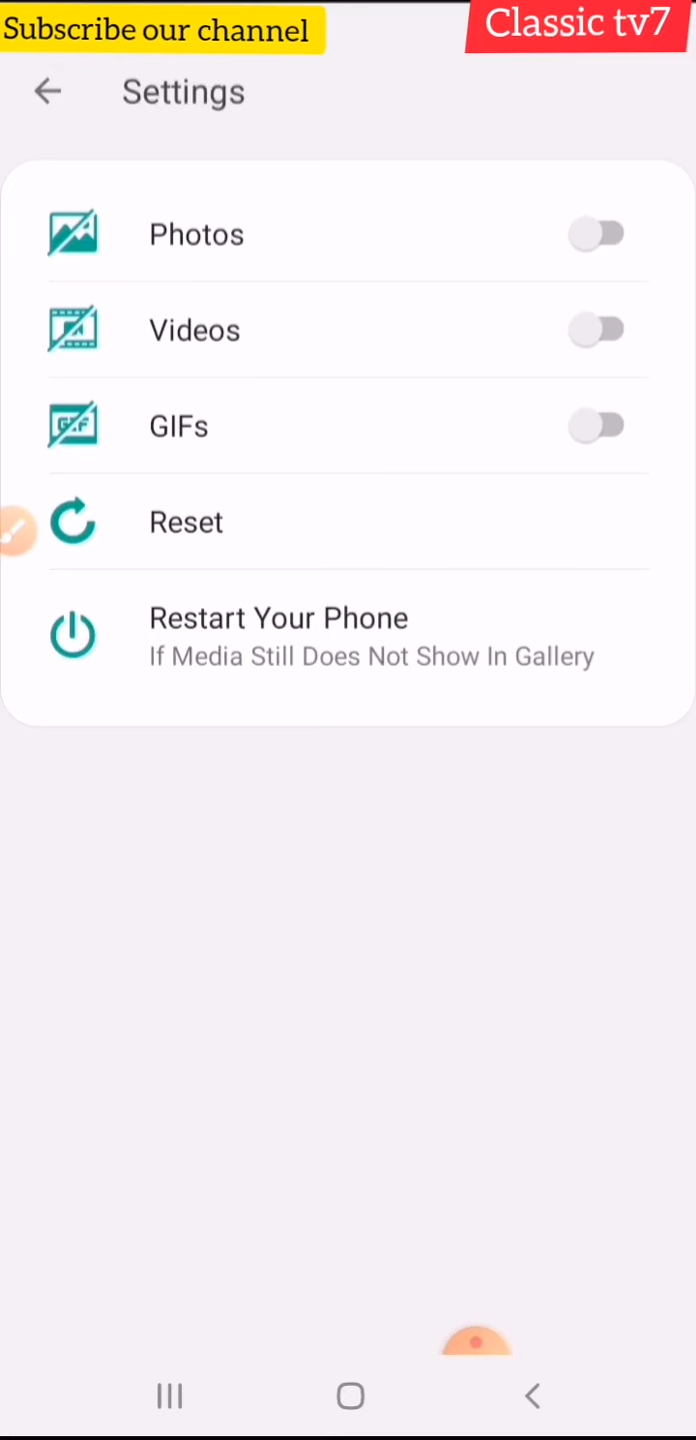 Subscribe our channel
Classic tv7
Settings
Photos
Videos
GIF
GIFs
Reset
Restart Your Phone
If Media Still Does Not Show In Gallery